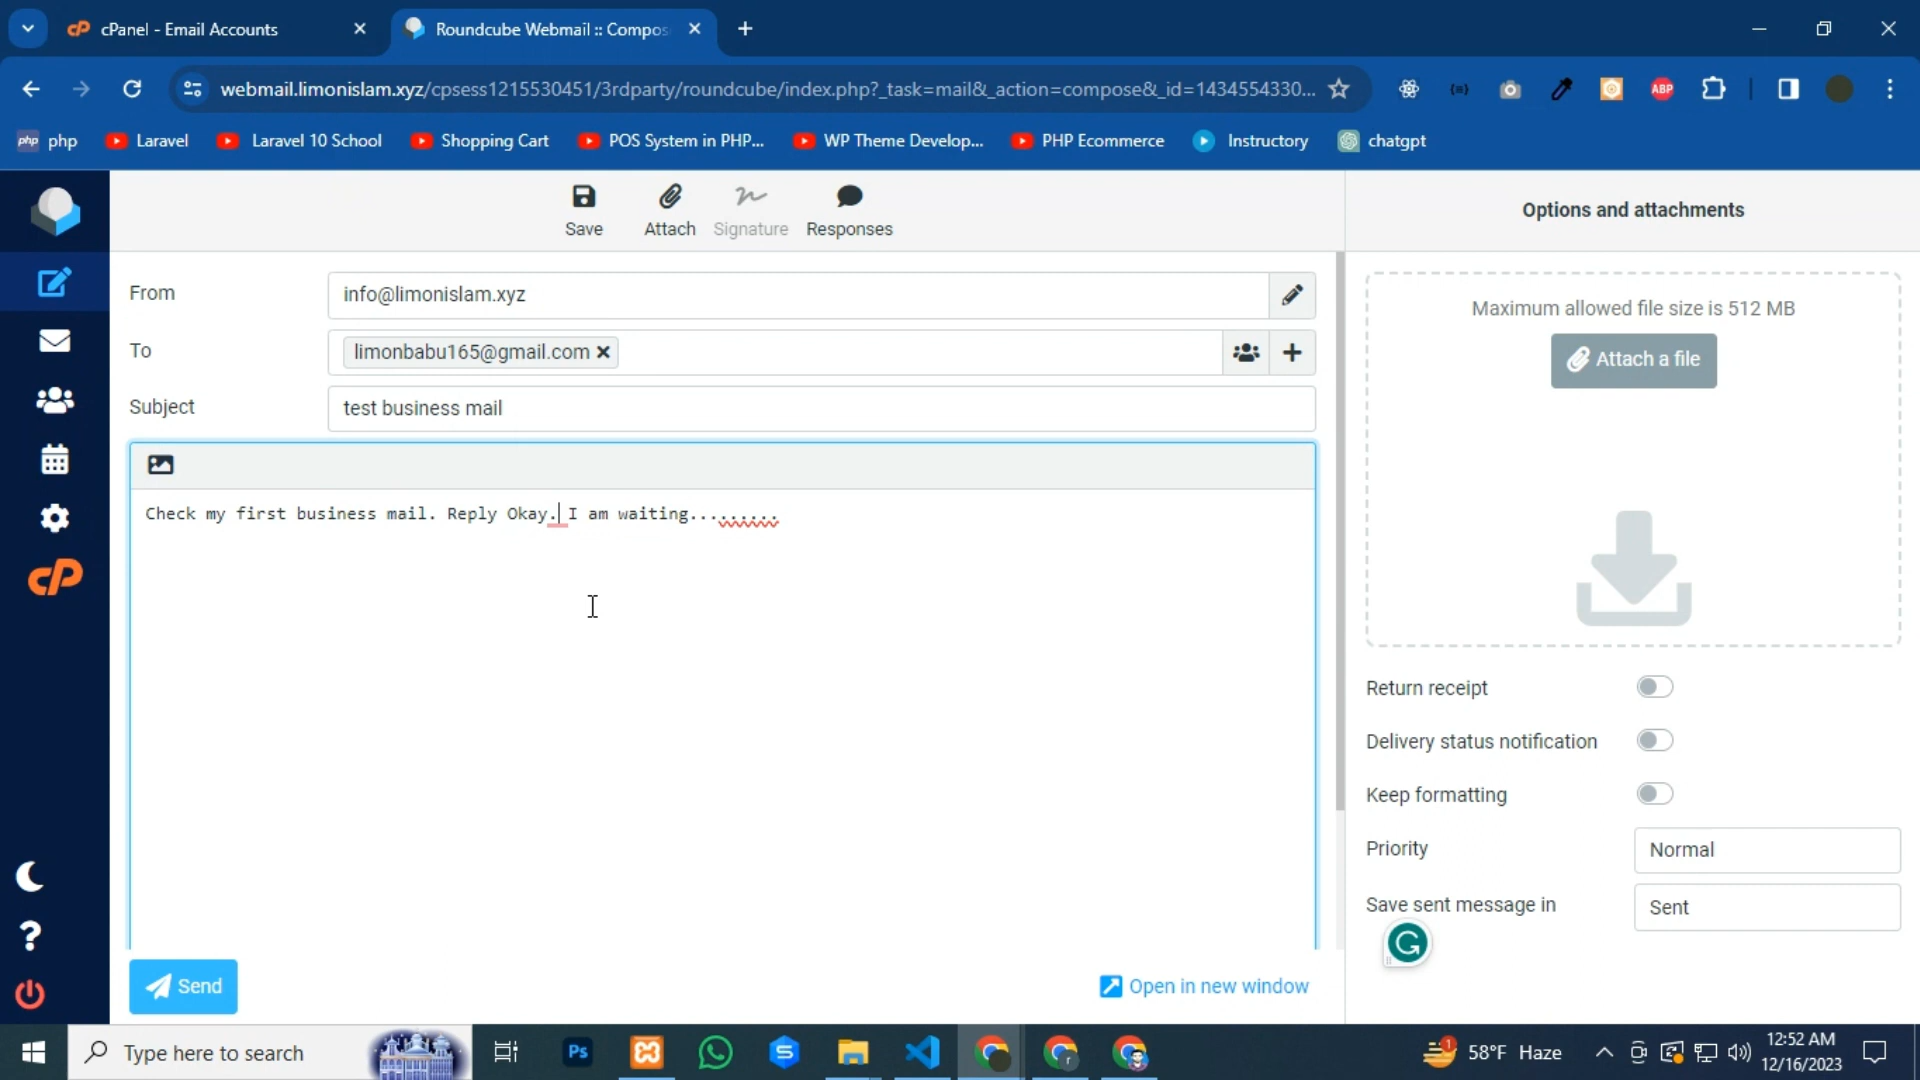 cPanel - Email Accounts
Roundcube Webmail :: Compos
webmail.limonislam.xyz/cpsess1215530451/3rdparty/roundcube/index.php?_task=mail&_action=compose&_id=1434554330...
ABP
php php
Laravel
Laravel 10 School
Shopping Cart
POS System in PHP...
WP Theme Develop...
PHP Ecommerce
Instructory
chatgpt
Save
Attach
Signature
Responses
Options and attachments
From
info@limonislam.xyz
To
limonbabu165@gmail.com
Subject
test business mail
Check my first business mail. Reply Okay. I am waiting.........
Maximum allowed file size is 512 MB
Attach a file
Return receipt
Delivery status notification
Keep formatting
Priority
Normal
Save sent message in
Sent
Send
Open in new window
Type here to search
Ps
1
58°F Haze
12:52 AM
12/16/2023